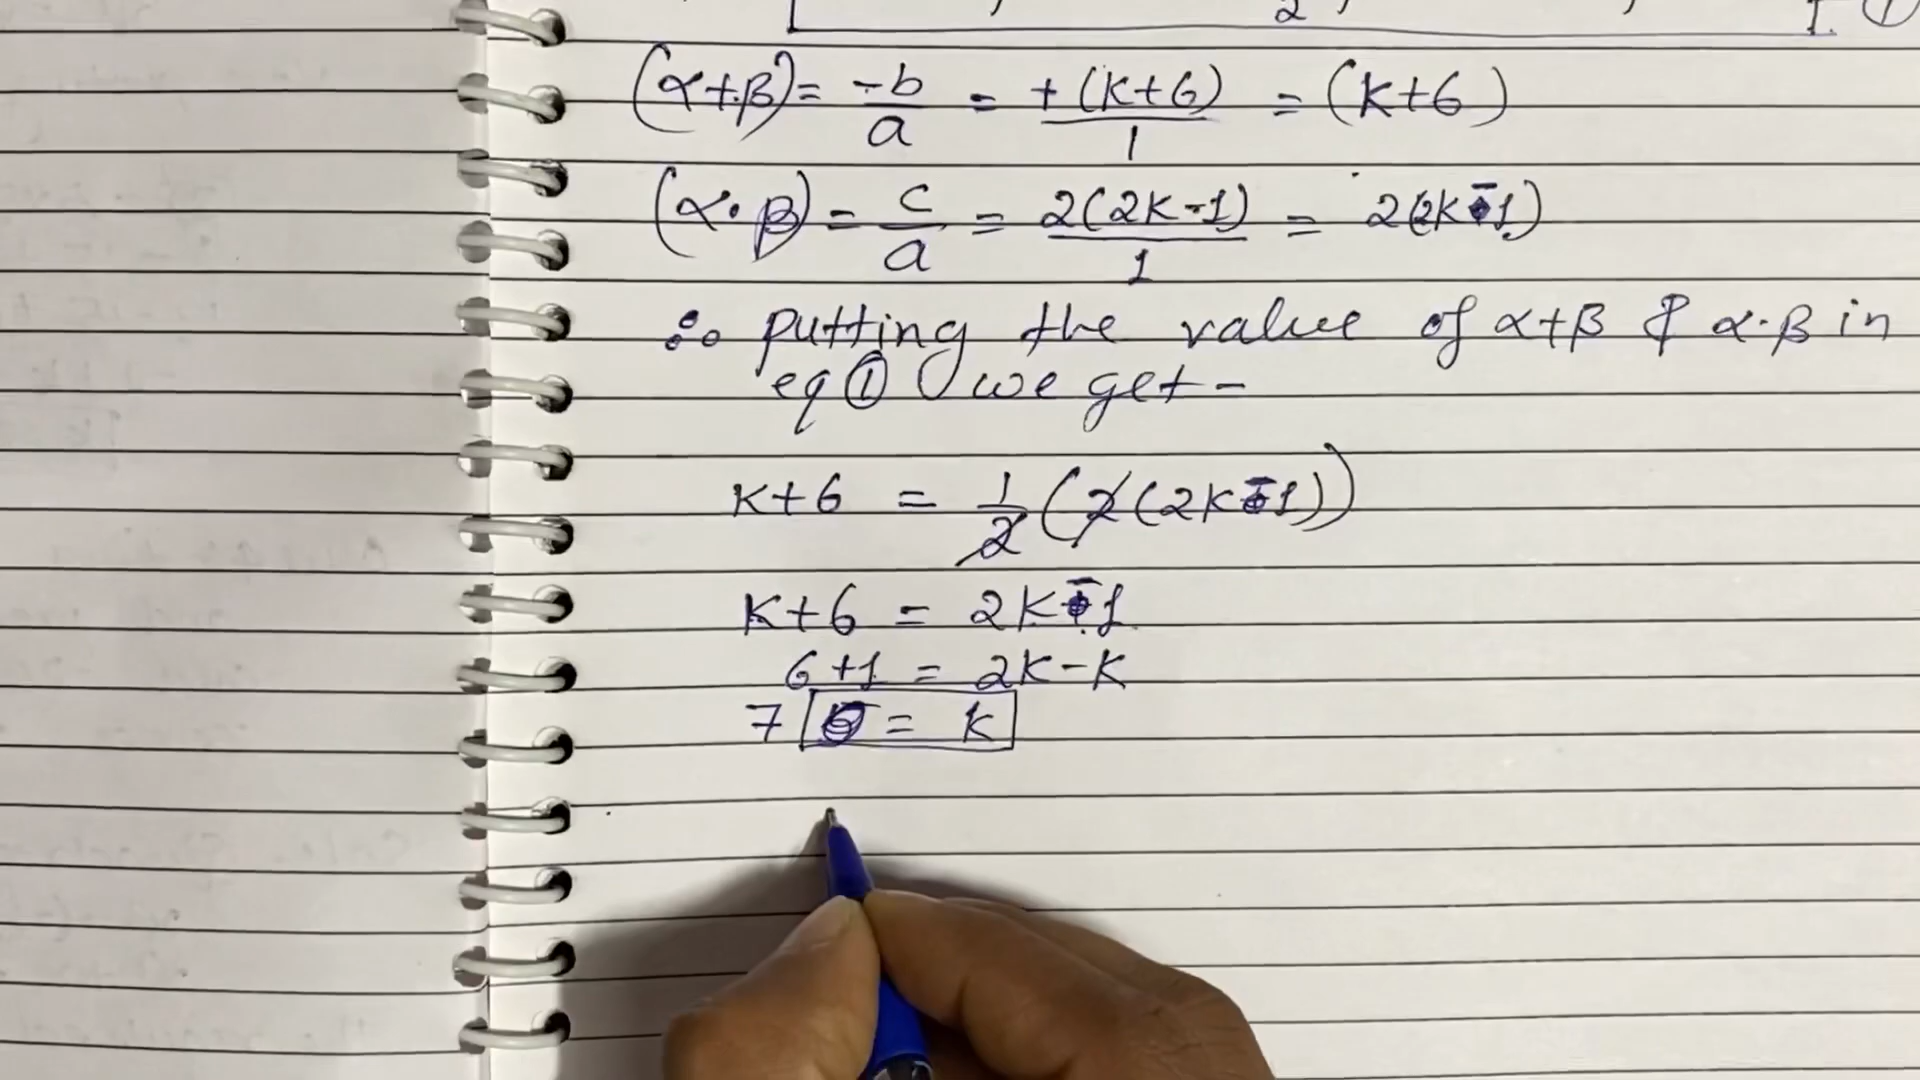 2
(α+β) = -b/a = +(K+6)/1 = (K+6)
(α·β) = c/a = 2(2K-1)/1 = 2(2K-1)
∴ putting the value of α+β & α·β in
eq ① we get -
K+6 = 1/2 (2(2K-1))
K+6 = 2K-1
6+1 = 2K-K
7 = K